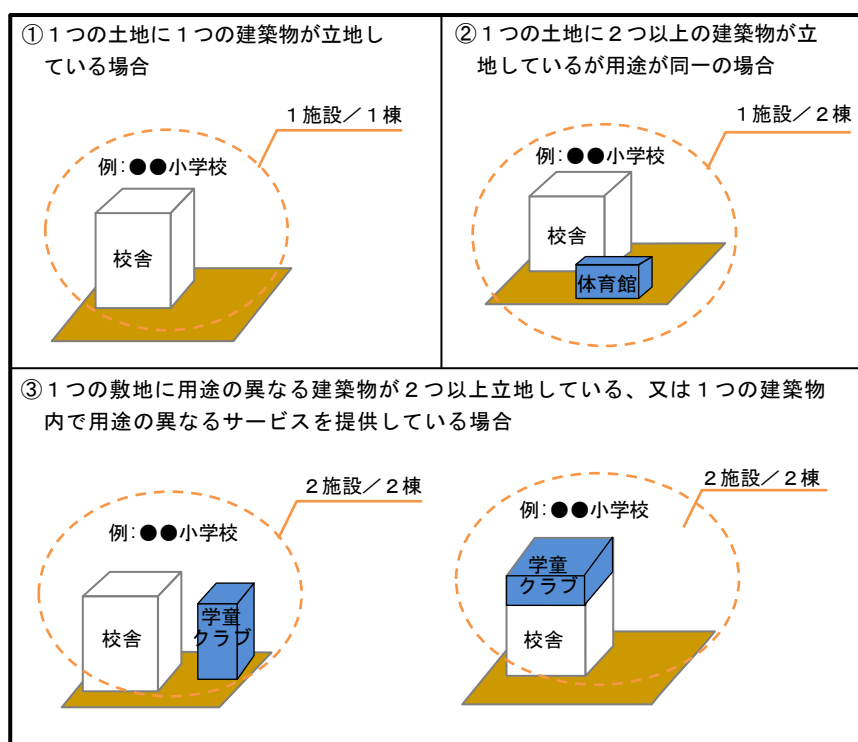 ①１つの土地に１つの建築物が立地し
ている場合
１施設／１棟
例：●●小学校
校舎
②１つの土地に２つ以上の建築物が立
地しているが用途が同一の場合
１施設／２棟
例：●●小学校
校舎
体育館
③１つの敷地に用途の異なる建築物が２つ以上立地している、又は１つの建築物
内で用途の異なるサービスを提供している場合
２施設／２棟
例：●●小学校
校舎
学童
クラブ
２施設／２棟
例：●●小学校
学童
クラブ
校舎